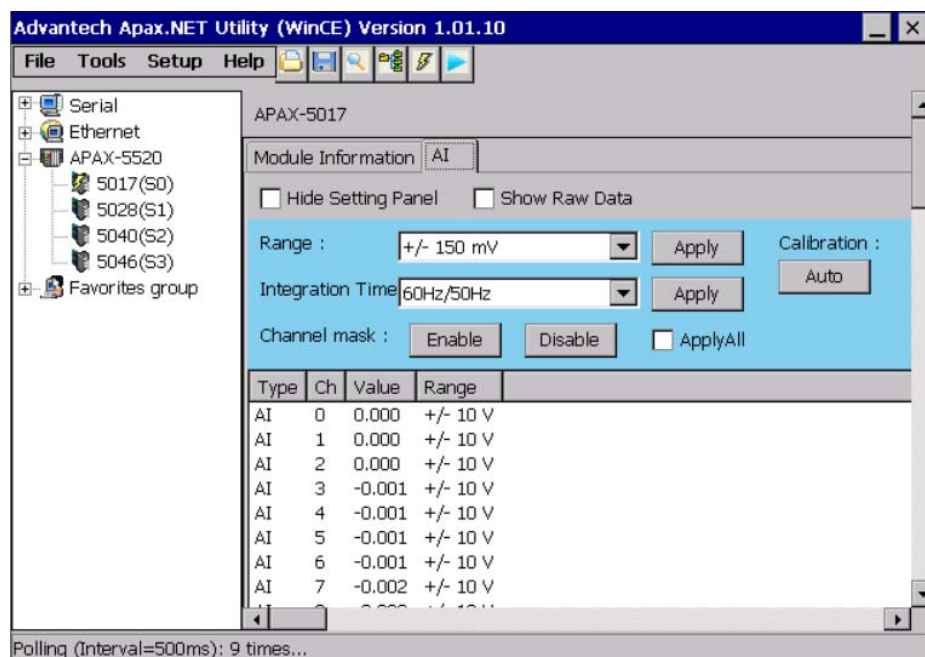 Advantech Apax.NET Utility (WinCE) Version 1.01.10
File Tools Setup Help
Serial
Ethernet
APAX-5520
5017(S0)
5028(S1)
5040(S2)
5046(S3)
Favorites group
APAX-5017
Module Information AI
Hide Setting Panel Show Raw Data
Range : +/- 150 mV Apply Calibration :
Auto
Integration Time 60Hz/50Hz Apply
Channel mask : Enable Disable ApplyAll
Type Ch Value Range
AI 0 0.000 +/- 10 V
AI 1 0.000 +/- 10 V
AI 2 0.000 +/- 10 V
AI 3 -0.001 +/- 10 V
AI 4 -0.001 +/- 10 V
AI 5 -0.001 +/- 10 V
AI 6 -0.001 +/- 10 V
AI 7 -0.002 +/- 10 V
Polling (Interval=500ms): 9 times...